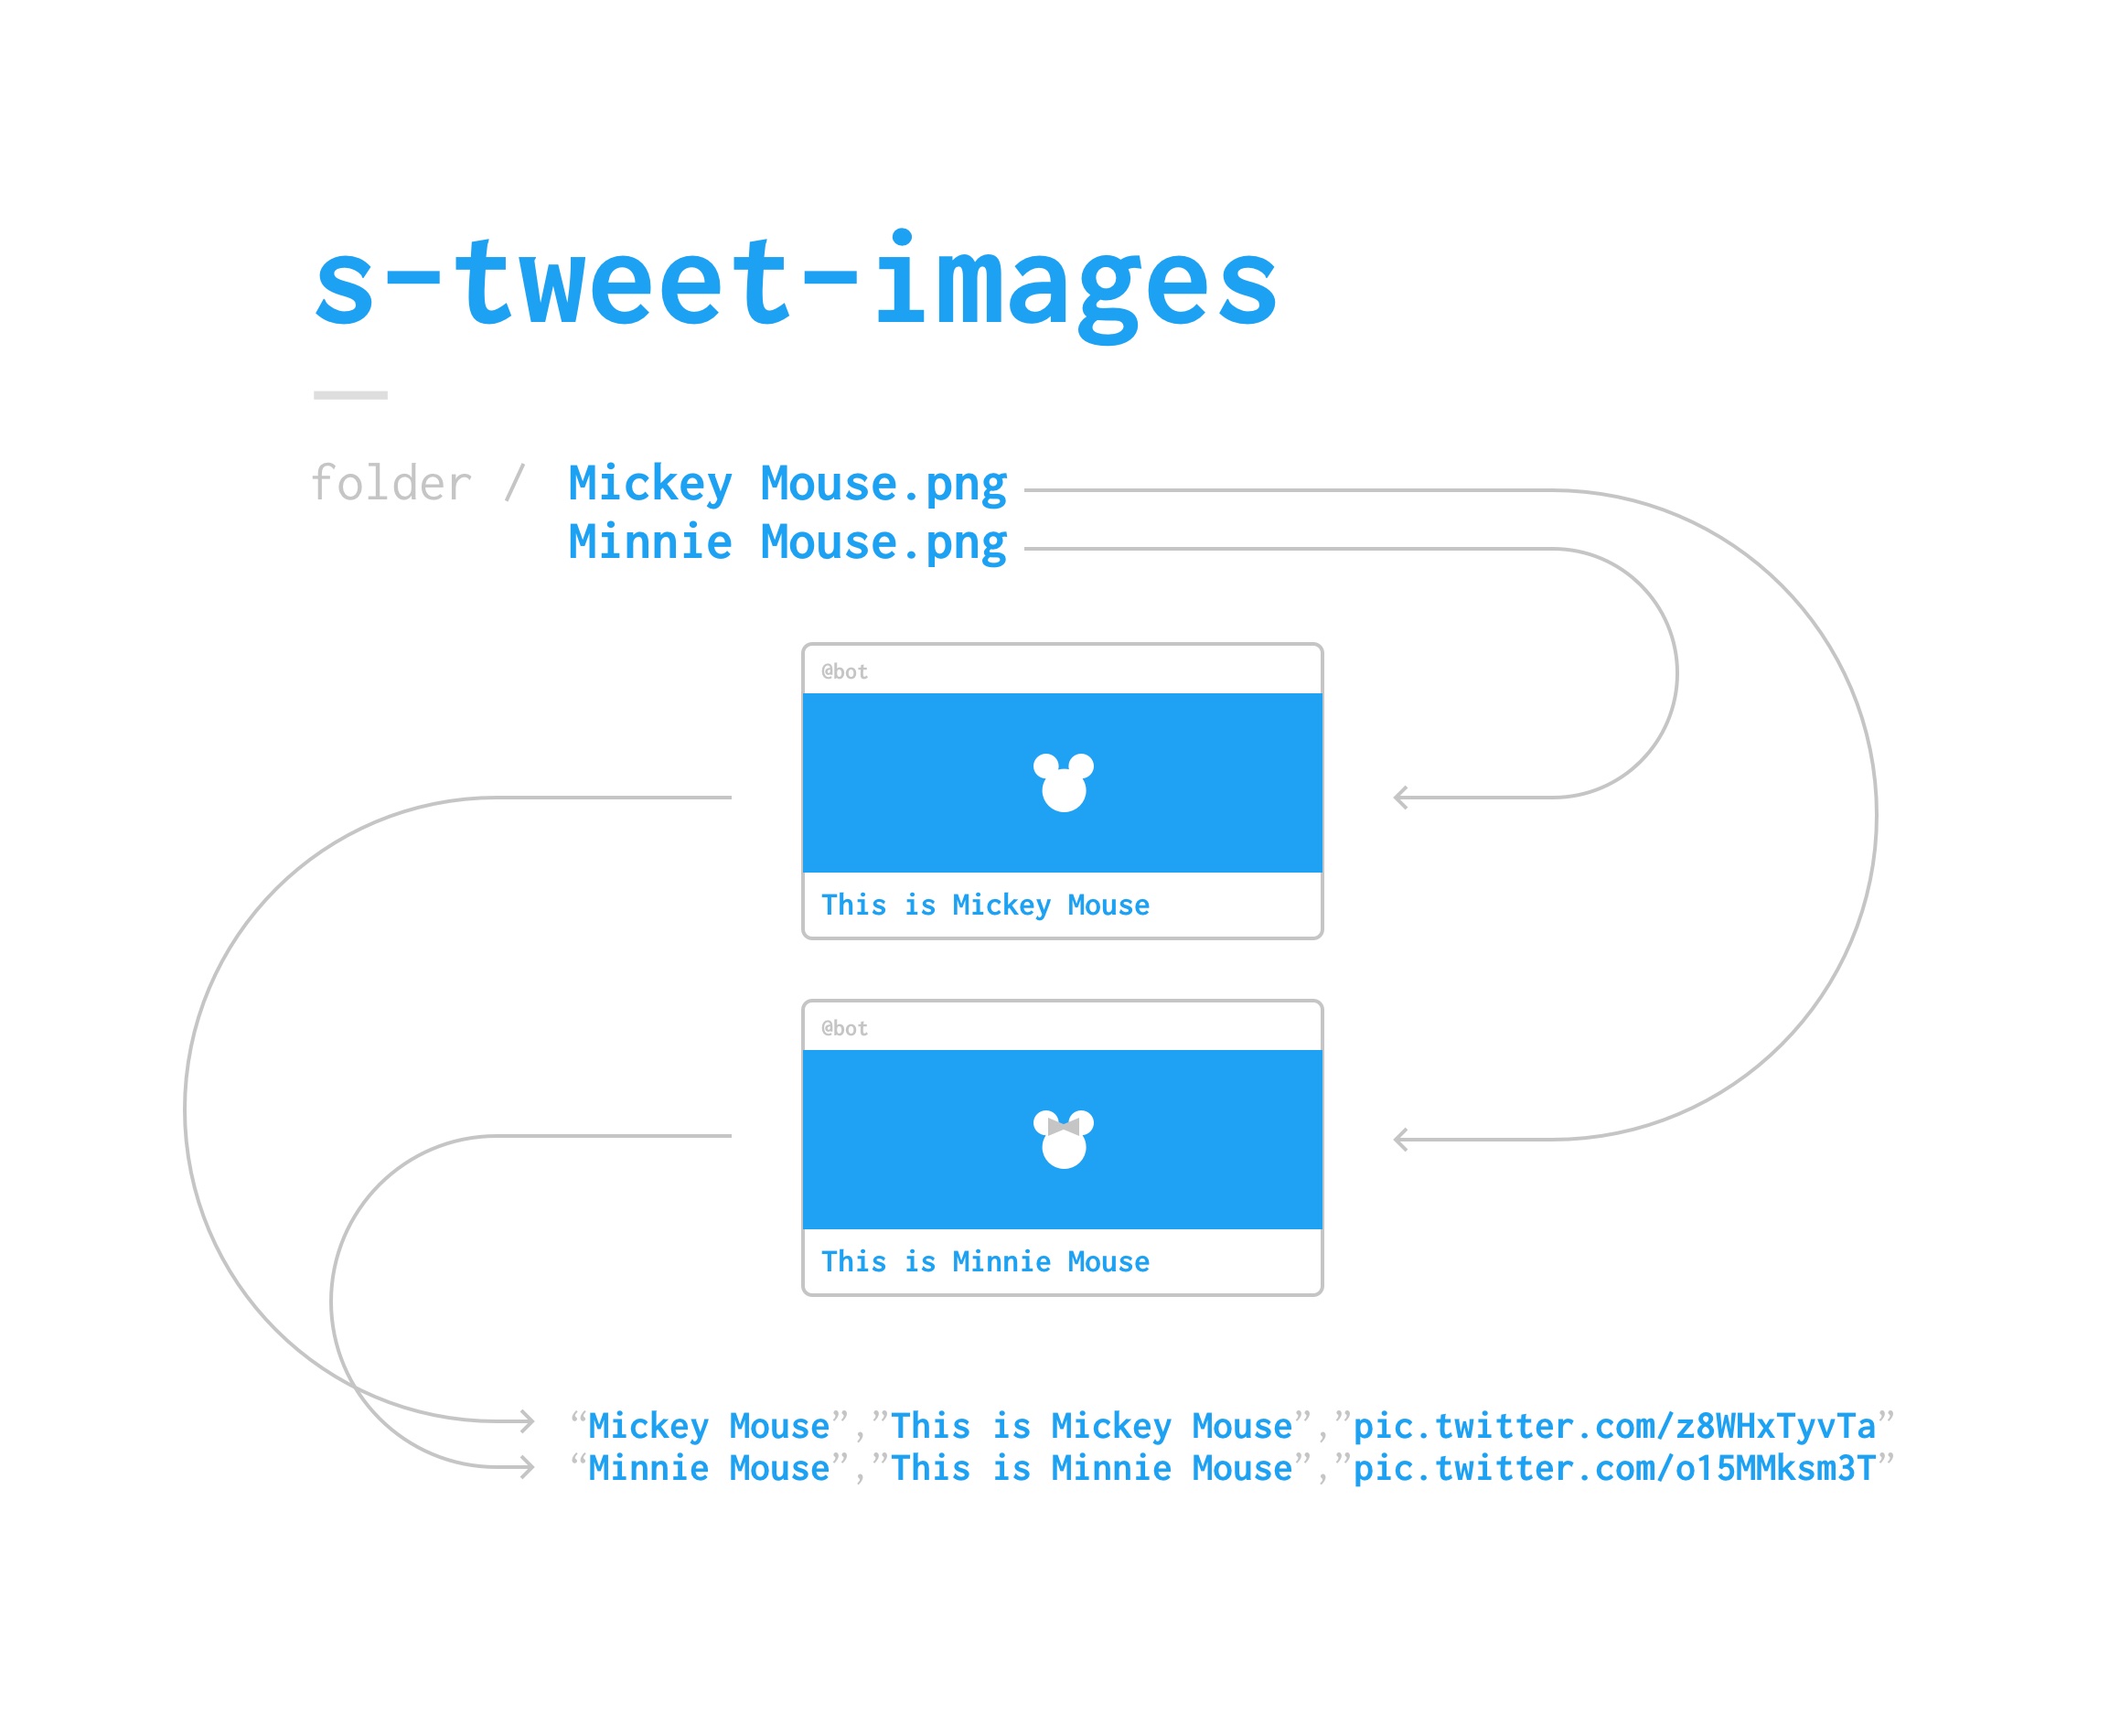 s-tweet-images
folder / Mickey Mouse.png
Minnie Mouse.png
@bot
This is Mickey Mouse
@bot
This is Minnie Mouse
“Mickey Mouse”,”This is Mickey Mouse”,”pic.twitter.com/z8WHxTyvTa”
“Minnie Mouse”,”This is Minnie Mouse”,”pic.twitter.com/o15MMksm3T”